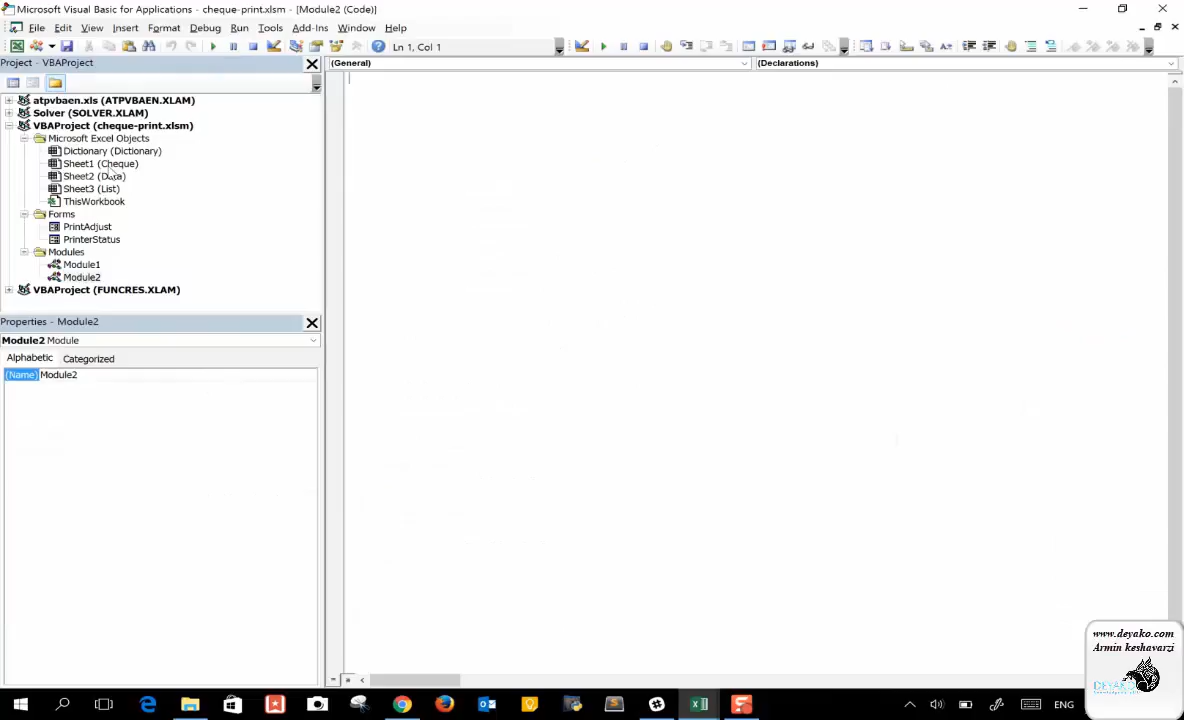 Microsoft Visual Basic for Applications - cheque-print.xlsm - [Module2 (Code)]
File Edit View Insert Format Debug Run Tools Add-Ins Window Help
Ln 1, Col 1
Project - VBAProject
(General) (Declarations)
atpvbaen.xls (ATPVBAEN.XLAM)
Solver (SOLVER.XLAM)
VBAProject (cheque-print.xlsm)
Microsoft Excel Objects
Dictionary (Dictionary)
Sheet1 (Cheque)
Sheet2 (Data)
Sheet3 (List)
ThisWorkbook
Forms
PrintAdjust
PrinterStatus
Modules
Module1
Module2
VBAProject (FUNCRES.XLAM)
Properties - Module2
Module2 Module
Alphabetic Categorized
(Name) Module2
www.deyako.com
Armin keshavarzi
DEYAKO
ENG